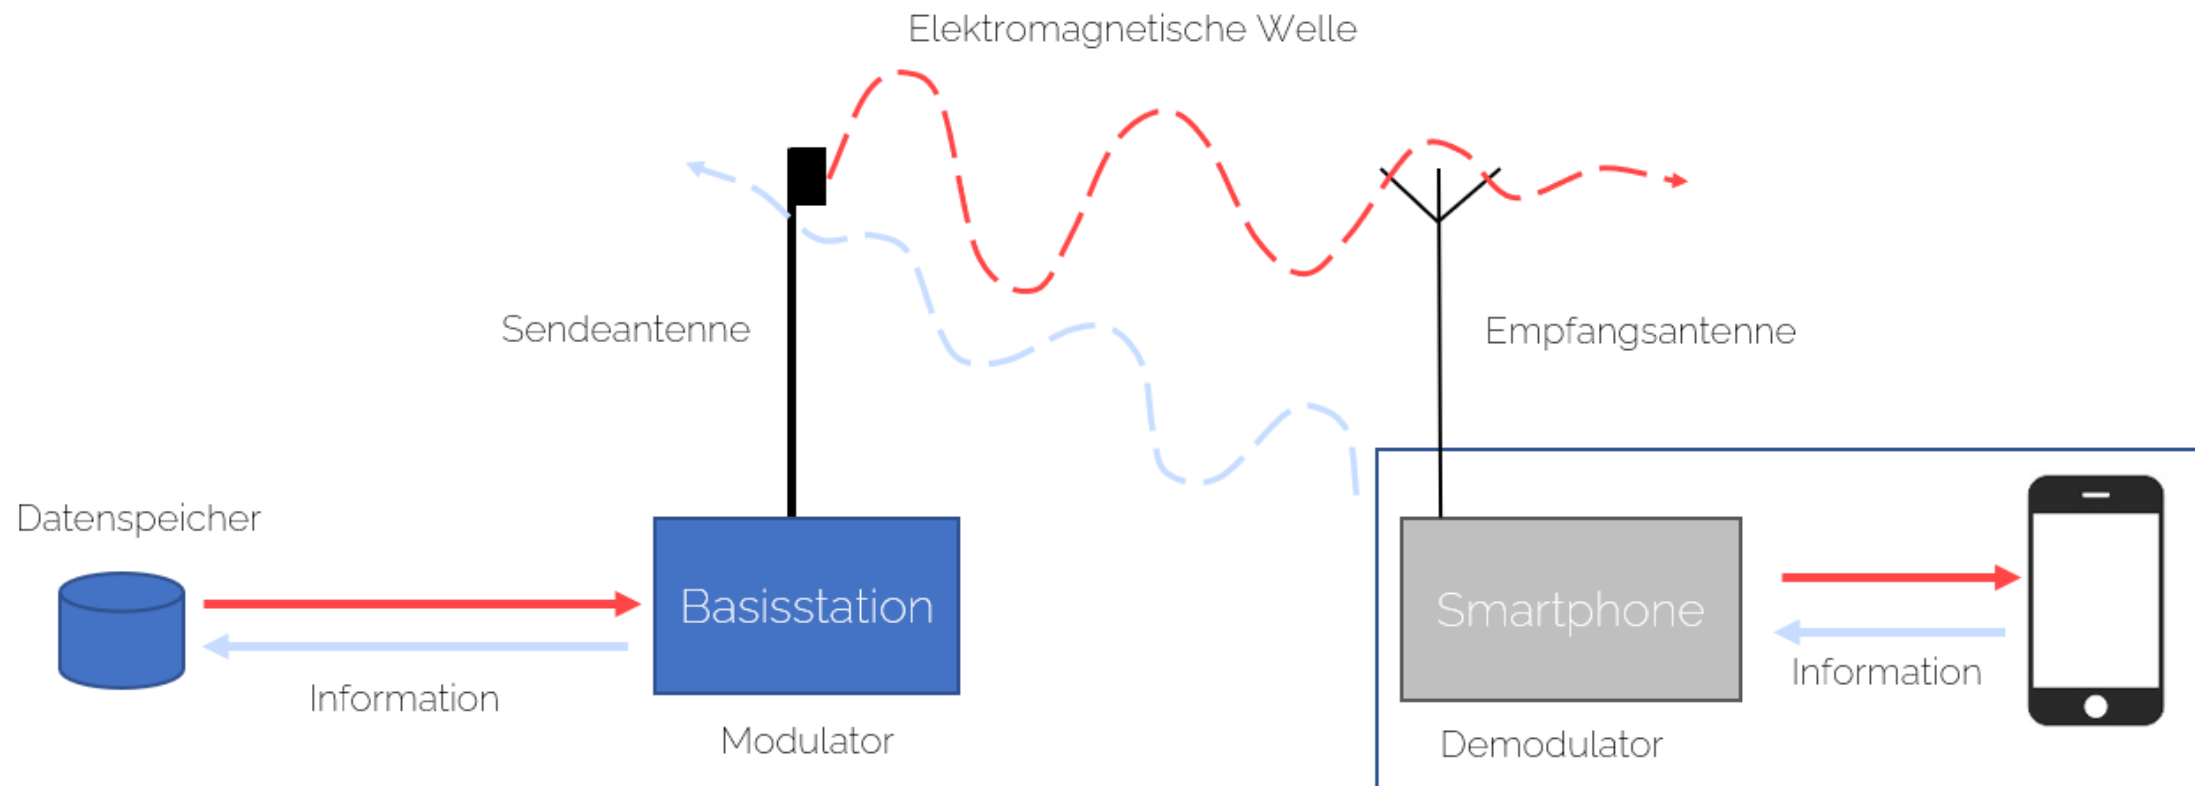 Elektromagnetische Welle
Sendeantenne
Empfangsantenne
Datenspeicher
Basisstation
Smartphone
Information
Information
Modulator
Demodulator